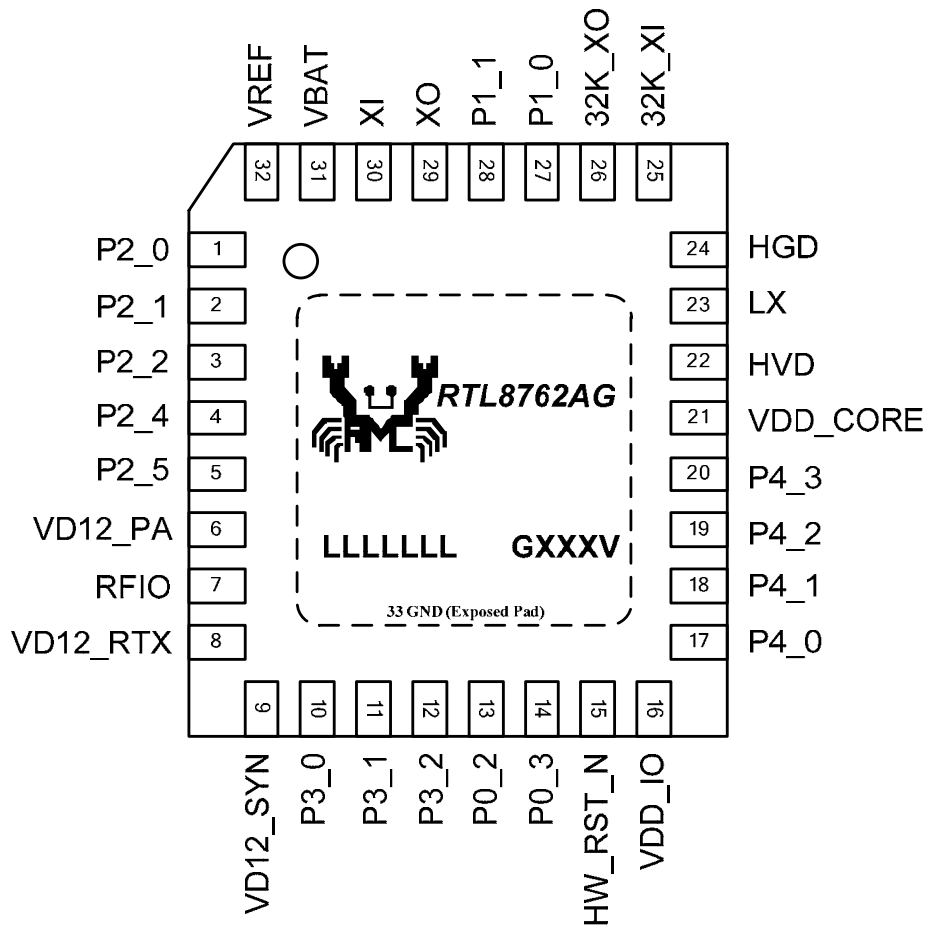 VREF
VBAT
XI
XO
P1_1
P1_0
32K_XO
32K_XI
32
31
30
29
28
27
26
25
P2_0 1
P2_1 2
P2_2 3
P2_4 4
P2_5 5
VD12_PA 6
RFIO 7
VD12_RTX 8
24 HGD
23 LX
22 HVD
21 VDD_CORE
20 P4_3
19 P4_2
18 P4_1
17 P4_0
RTL8762AG
LLLLLLL GXXXV
33 GND (Exposed Pad)
9
10
11
12
13
14
15
16
VD12_SYN
P3_0
P3_1
P3_2
P0_2
P0_3
HW_RST_N
VDD_IO